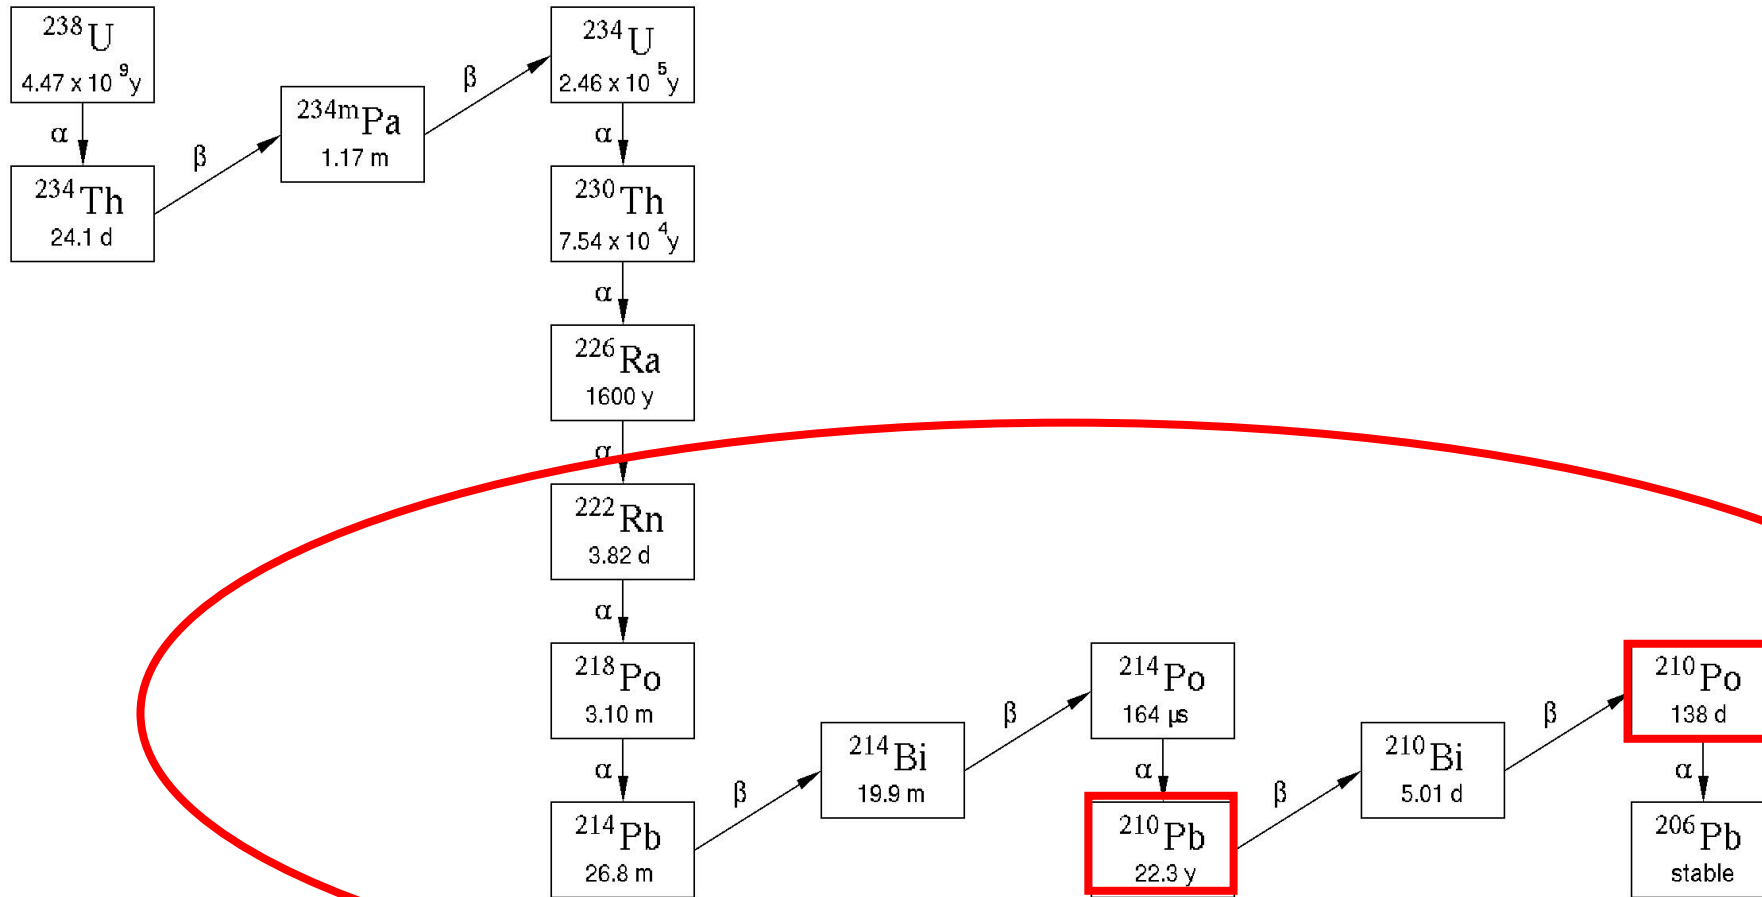 ²³⁸U
4.47 x 10⁹y
α
²³⁴Th
24.1 d
β
²³⁴ᵐPa
1.17 m
β
²³⁴U
2.46 x 10⁵y
α
²³⁰Th
7.54 x 10⁴y
α
²²⁶Ra
1600 y
α
²²²Rn
3.82 d
α
²¹⁸Po
3.10 m
α
²¹⁴Pb
26.8 m
β
²¹⁴Bi
19.9 m
β
²¹⁴Po
164 µs
α
²¹⁰Pb
22.3 y
β
²¹⁰Bi
5.01 d
β
²¹⁰Po
138 d
α
²⁰⁶Pb
stable